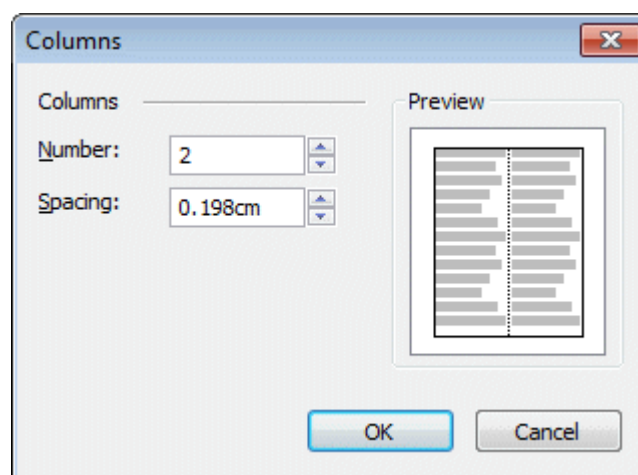 Columns
Columns
Number: 2
Spacing: 0.198cm
Preview
OK
Cancel